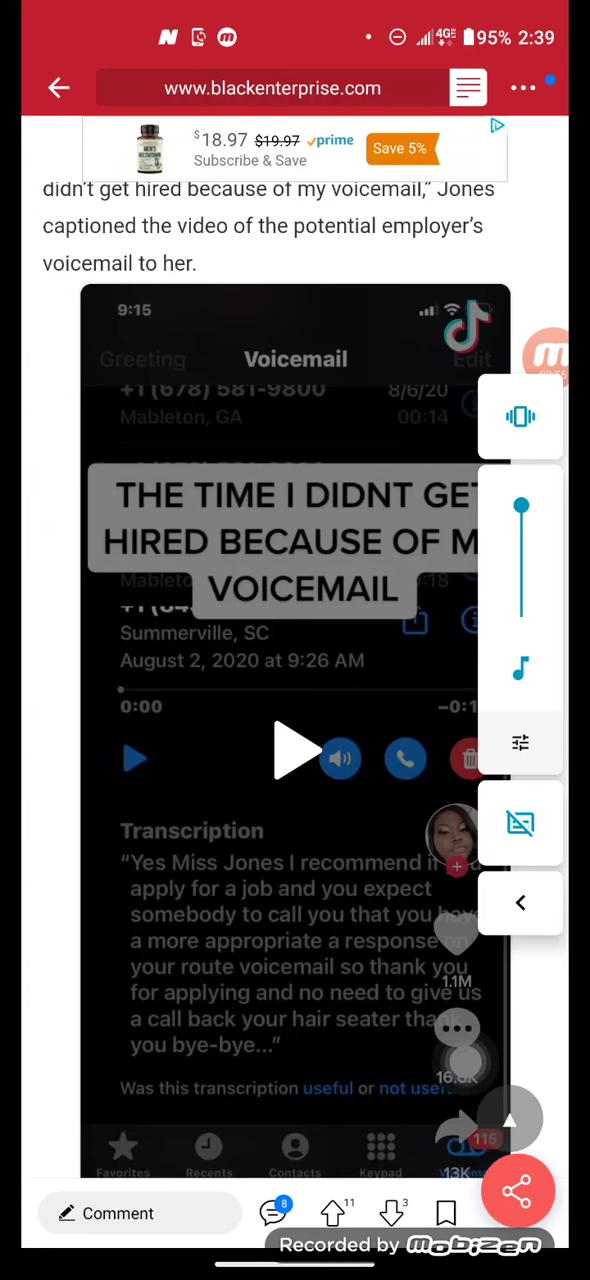 95% 2:39
www.blackenterprise.com
$18.97 $19.97 prime
Subscribe & Save
Save 5%
didn't get hired because of my voicemail," Jones
captioned the video of the potential employer's
voicemail to her.
9:15
Greeting Voicemail Edit
+1 (678) 581-9800 8/6/20
Mableton, GA 00:14
THE TIME I DIDNT GET
HIRED BECAUSE OF M
VOICEMAIL
Summerville, SC
August 2, 2020 at 9:26 AM
0:00 −0:1
Transcription
"Yes Miss Jones I recommend if
apply for a job and you expect
somebody to call you that you have
a more appropriate a response on
your route voicemail so thank you
for applying and no need to give us
a call back your hair seater thank
you bye-bye..."
1.1M
Was this transcription useful or not useful
115
Favorites Recents Contacts Keypad
13K
Comment 8 11 3
Recorded by mobizen